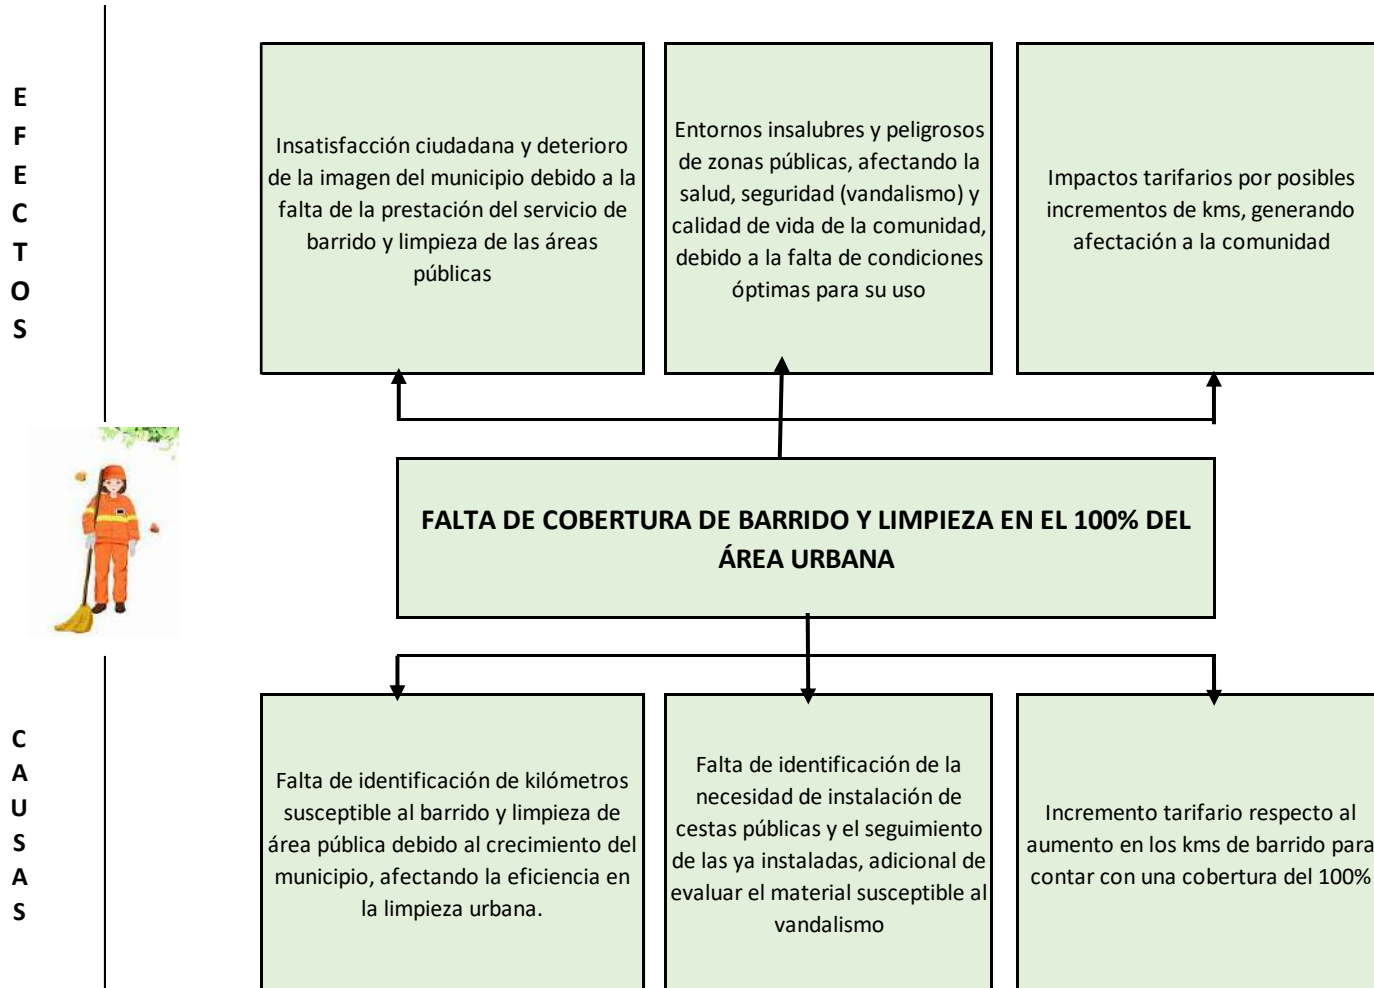 E
F
E
C
T
O
S
Insatisfacción ciudadana y deterioro
de la imagen del municipio debido a la
falta de la prestación del servicio de
barrido y limpieza de las áreas
públicas
Entornos insalubres y peligrosos
de zonas públicas, afectando la
salud, seguridad (vandalismo) y
calidad de vida de la comunidad,
debido a la falta de condiciones
óptimas para su uso
Impactos tarifarios por posibles
incrementos de kms, generando
afectación a la comunidad
FALTA DE COBERTURA DE BARRIDO Y LIMPIEZA EN EL 100% DEL
ÁREA URBANA
C
A
U
S
A
S
Falta de identificación de kilómetros
susceptible al barrido y limpieza de
área pública debido al crecimiento del
municipio, afectando la eficiencia en
la limpieza urbana.
Falta de identificación de la
necesidad de instalación de
cestas públicas y el seguimiento
de las ya instaladas, adicional de
evaluar el material susceptible al
vandalismo
Incremento tarifario respecto al
aumento en los kms de barrido para
contar con una cobertura del 100%